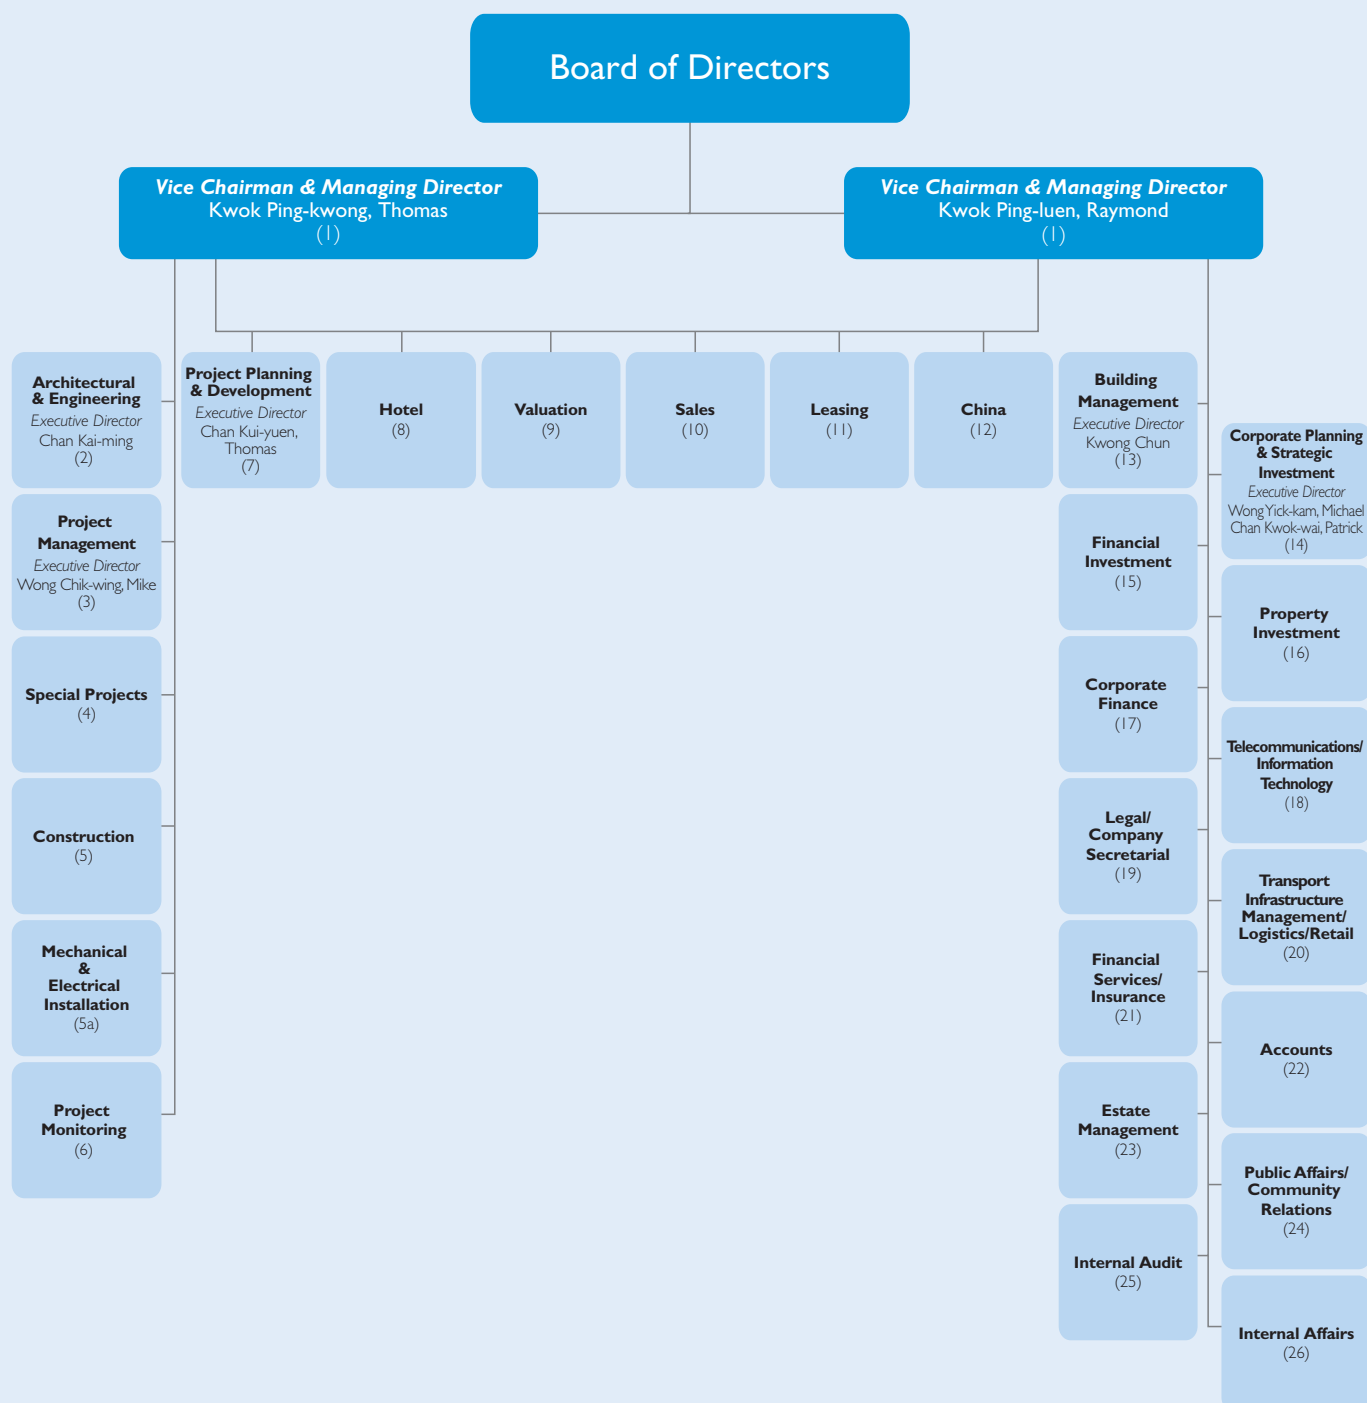 Board of Directors
Vice Chairman & Managing Director
Kwok Ping-kwong, Thomas
(1)
Vice Chairman & Managing Director
Kwok Ping-luen, Raymond
(1)
Architectural
& Engineering
Executive Director
Chan Kai-ming
(2)
Project
Management
Executive Director
Wong Chik-wing, Mike
(3)
Special Projects
(4)
Construction
(5)
Mechanical
&
Electrical
Installation
(5a)
Project
Monitoring
(6)
Project Planning
& Development
Executive Director
Chan Kui-yuen,
Thomas
(7)
Hotel
(8)
Valuation
(9)
Sales
(10)
Leasing
(11)
China
(12)
Building
Management
Executive Director
Kwong Chun
(13)
Corporate Planning
& Strategic
Investment
Executive Director
Wong Yick-kam, Michael
Chan Kwok-wai, Patrick
(14)
Financial
Investment
(15)
Property
Investment
(16)
Corporate
Finance
(17)
Telecommunications/
Information
Technology
(18)
Legal/
Company
Secretarial
(19)
Transport
Infrastructure
Management/
Logistics/Retail
(20)
Financial
Services/
Insurance
(21)
Accounts
(22)
Estate
Management
(23)
Public Affairs/
Community
Relations
(24)
Internal Audit
(25)
Internal Affairs
(26)